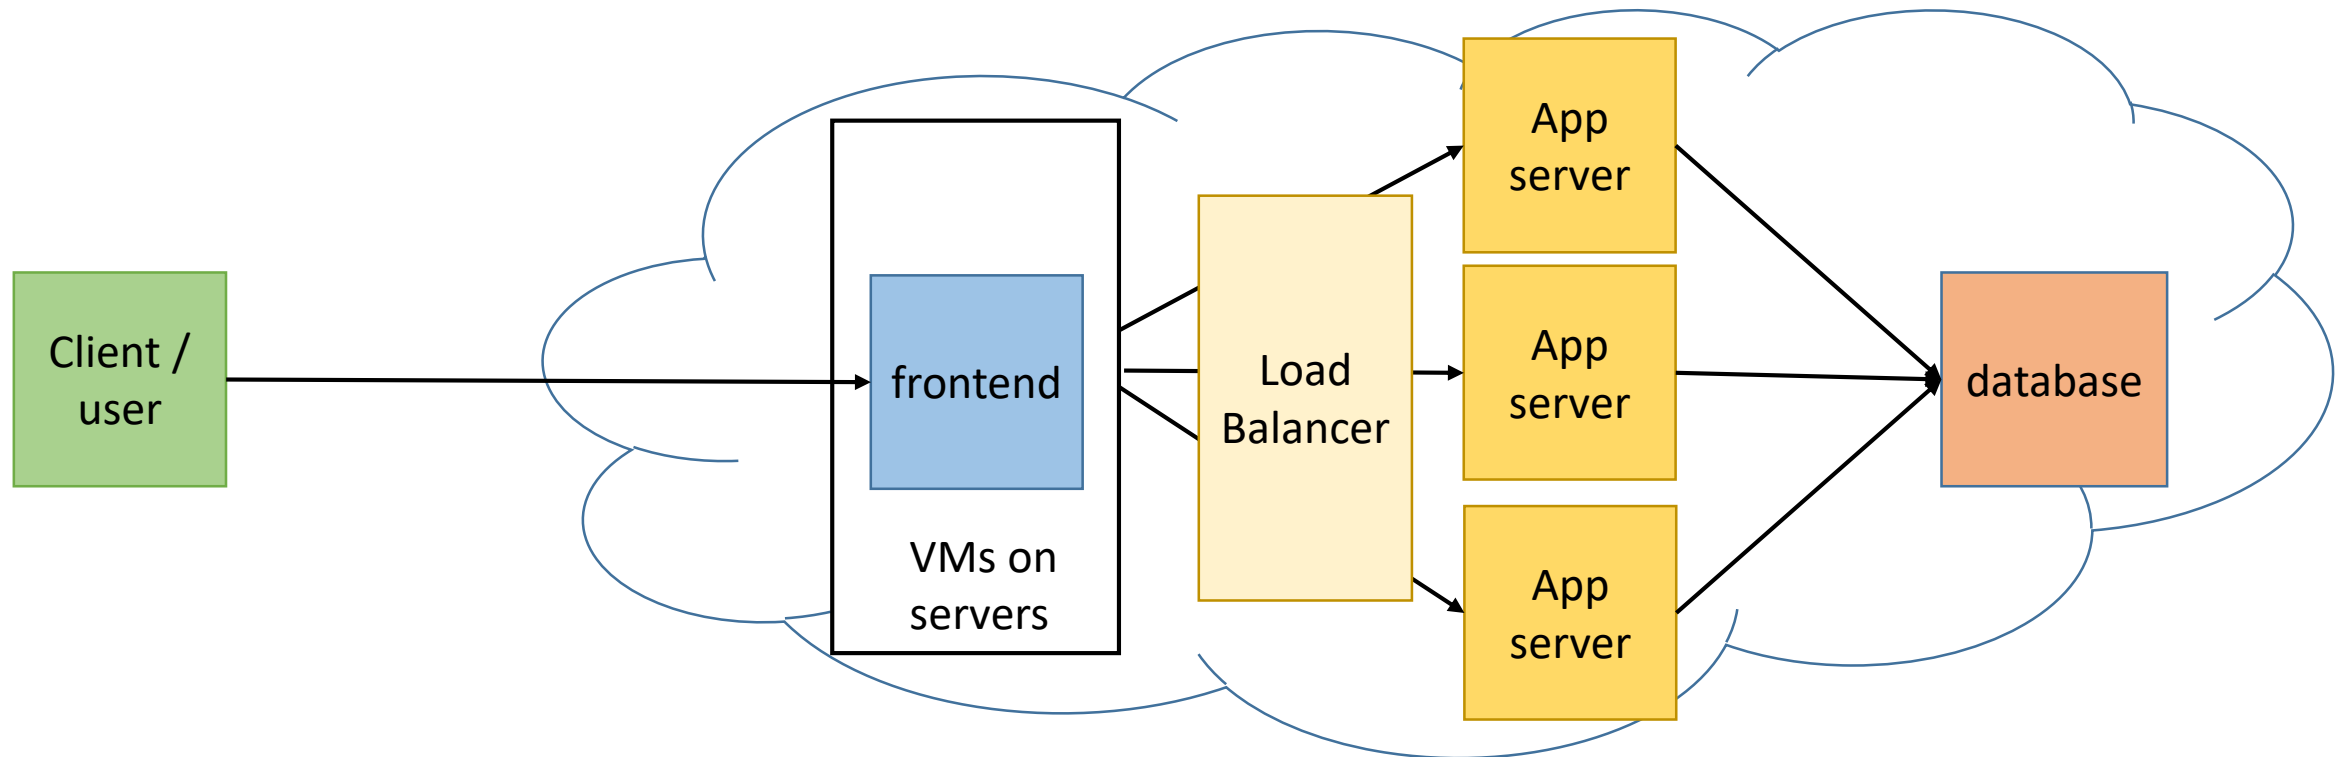 Client /
user
frontend
VMs on
servers
Load
Balancer
App
server
App
server
App
server
database